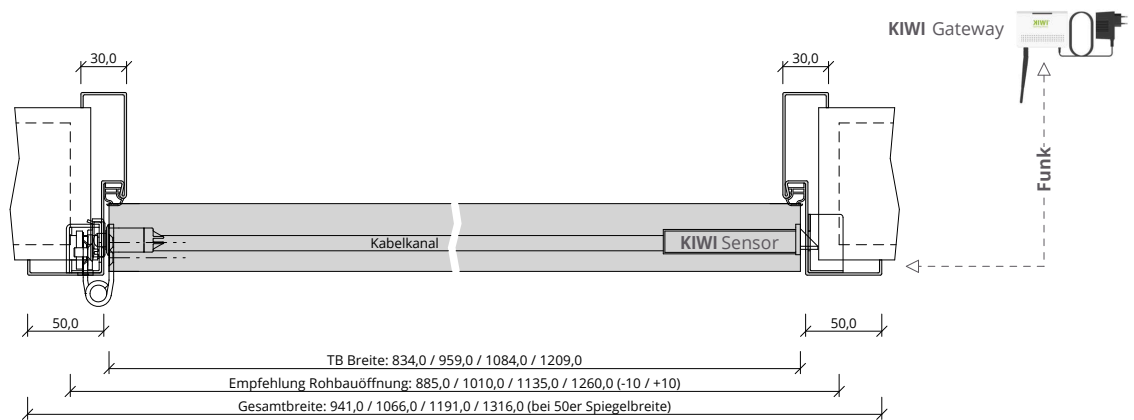 KIWI Gateway
KIWI
30,0
30,0
Funk
Kabelkanal
KIWI Sensor
50,0
50,0
TB Breite: 834,0 / 959,0 / 1084,0 / 1209,0
Empfehlung Rohbauöffnung: 885,0 / 1010,0 / 1135,0 / 1260,0 (-10 / +10)
Gesamtbreite: 941,0 / 1066,0 / 1191,0 / 1316,0 (bei 50er Spiegelbreite)